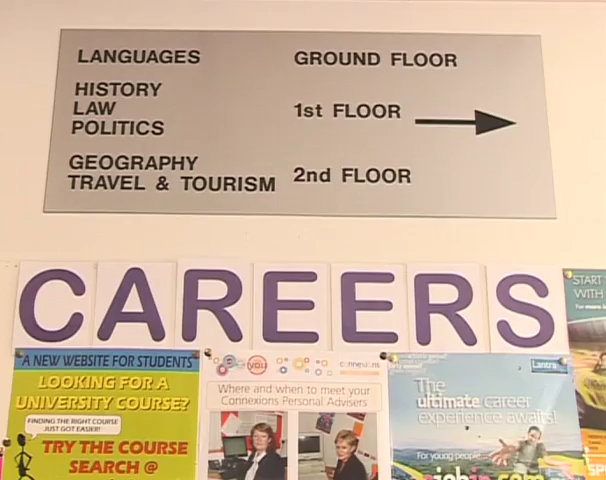 LANGUAGES GROUND FLOOR
HISTORY
LAW 1st FLOOR
POLITICS
GEOGRAPHY
TRAVEL & TOURISM 2nd FLOOR
CAREERS
START
WITH
A NEW WEBSITE FOR STUDENTS
LOOKING FOR A
UNIVERSITY COURSE?
FINDING THE RIGHT COURSE
JUST GOT EASIER!
TRY THE COURSE
SEARCH @
you connexions
Where and when to meet your
Connexions Personal Advisers
Lantra
The
ultimate career
experience awaits!
For young people